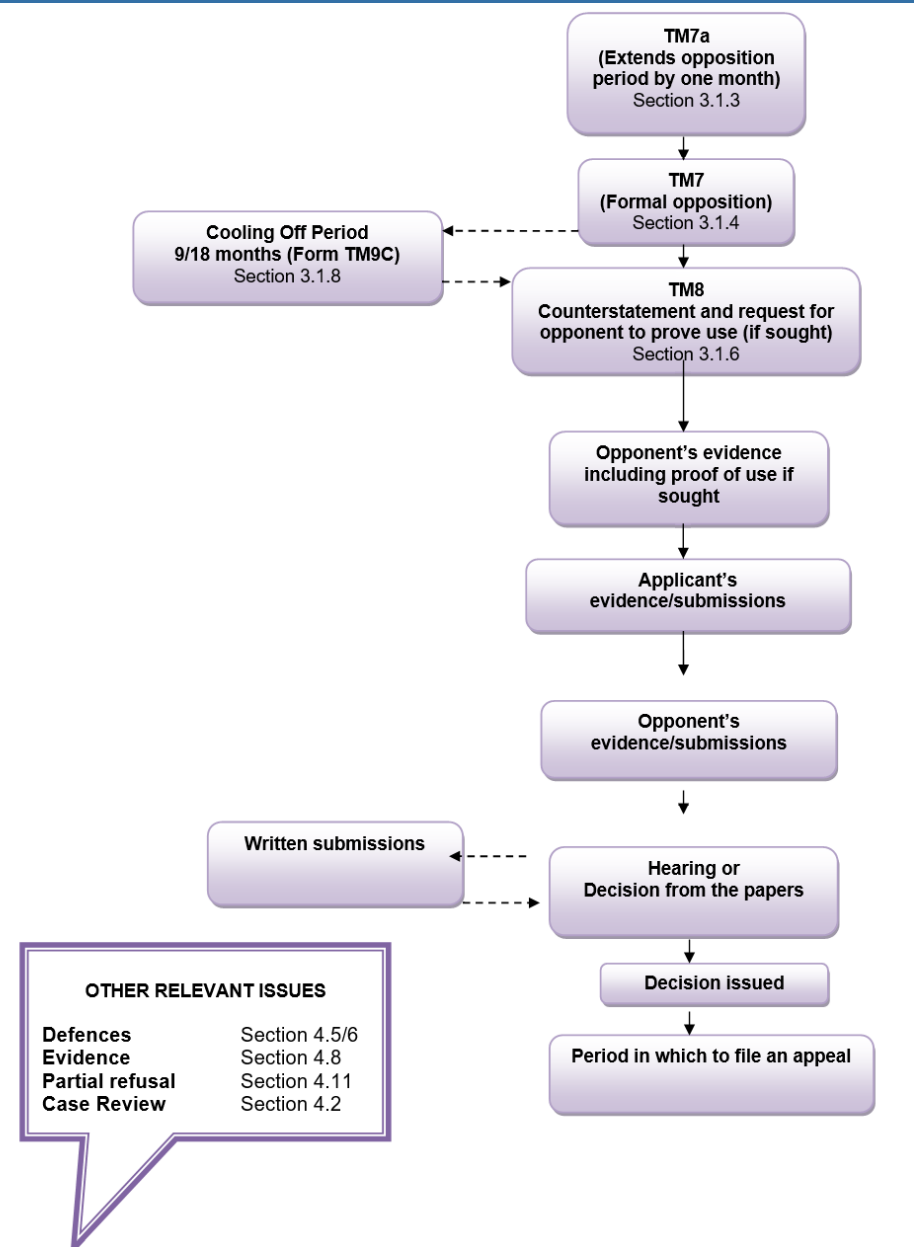 TM7a
(Extends opposition
period by one month)
Section 3.1.3
TM7
(Formal opposition)
Section 3.1.4
Cooling Off Period
9/18 months (Form TM9C)
Section 3.1.8
TM8
Counterstatement and request for
opponent to prove use (if sought)
Section 3.1.6
Opponent’s evidence
including proof of use if
sought
Applicant’s
evidence/submissions
Opponent’s
evidence/submissions
Written submissions
Hearing or
Decision from the papers
Decision issued
Period in which to file an appeal
OTHER RELEVANT ISSUES
Defences Section 4.5/6
Evidence Section 4.8
Partial refusal Section 4.11
Case Review Section 4.2